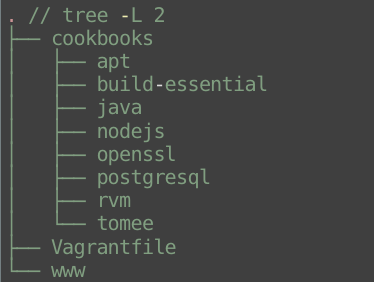 . // tree -L 2
├── cookbooks
│   ├── apt
│   ├── build-essential
│   ├── java
│   ├── nodejs
│   ├── openssl
│   ├── postgresql
│   ├── rvm
│   └── tomee
├── Vagrantfile
└── www